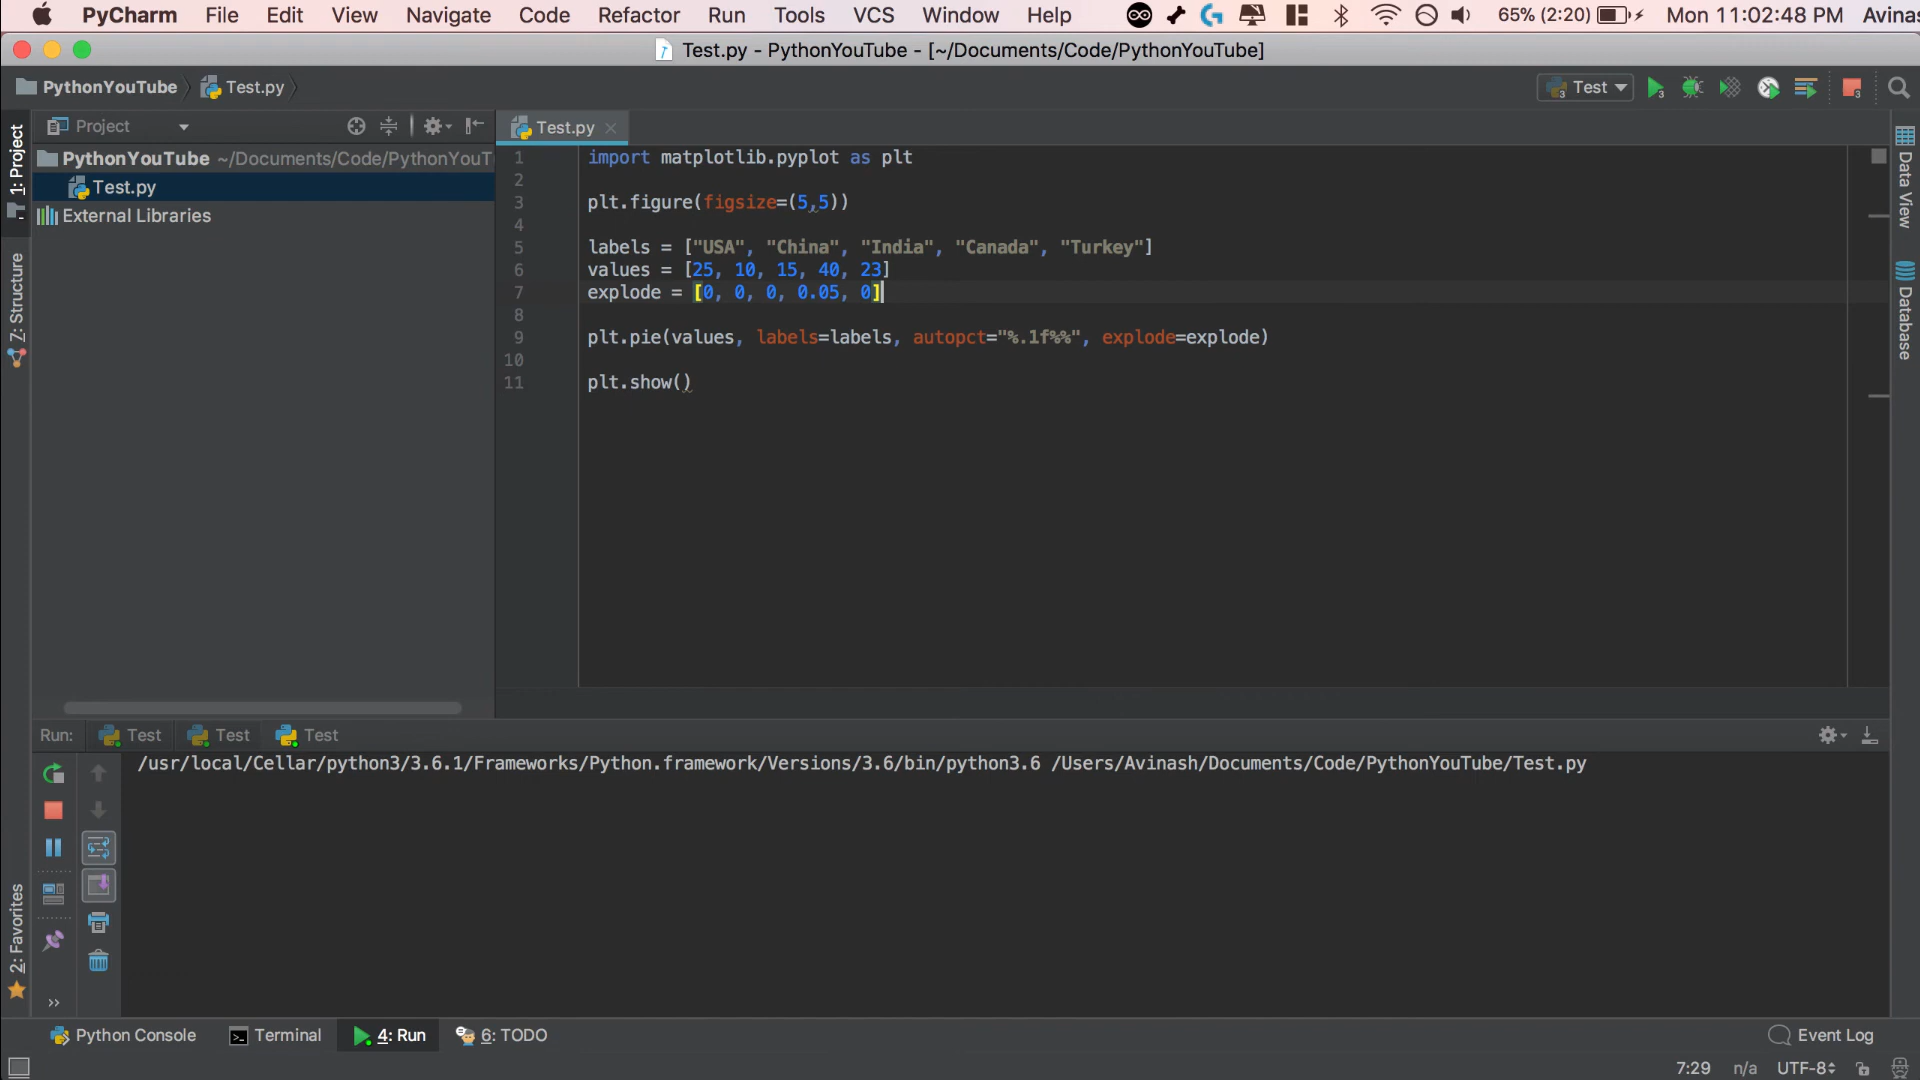 PyCharm File Edit View Navigate Code Refactor Run Tools VCS Window Help 65% (2:20) Mon 11:02:48 PM Avinas
Test.py - PythonYouTube - [~/Documents/Code/PythonYouTube]
PythonYouTube Test.py Test
Project
Test.py
PythonYouTube ~/Documents/Code/PythonYouT
Test.py
External Libraries
1: Project
Z: Structure
2: Favorites
1 import matplotlib.pyplot as plt
2
3 plt.figure(figsize=(5,5))
4
5 labels = ["USA", "China", "India", "Canada", "Turkey"]
6 values = [25, 10, 15, 40, 23]
7 explode = [0, 0, 0, 0.05, 0]
8
9 plt.pie(values, labels=labels, autopct="%.1f%%", explode=explode)
10
11 plt.show()
Data View
Database
Run: Test Test Test
/usr/local/Cellar/python3/3.6.1/Frameworks/Python.framework/Versions/3.6/bin/python3.6 /Users/Avinash/Documents/Code/PythonYouTube/Test.py
Python Console Terminal 4: Run 6: TODO Event Log
7:29 n/a UTF-8